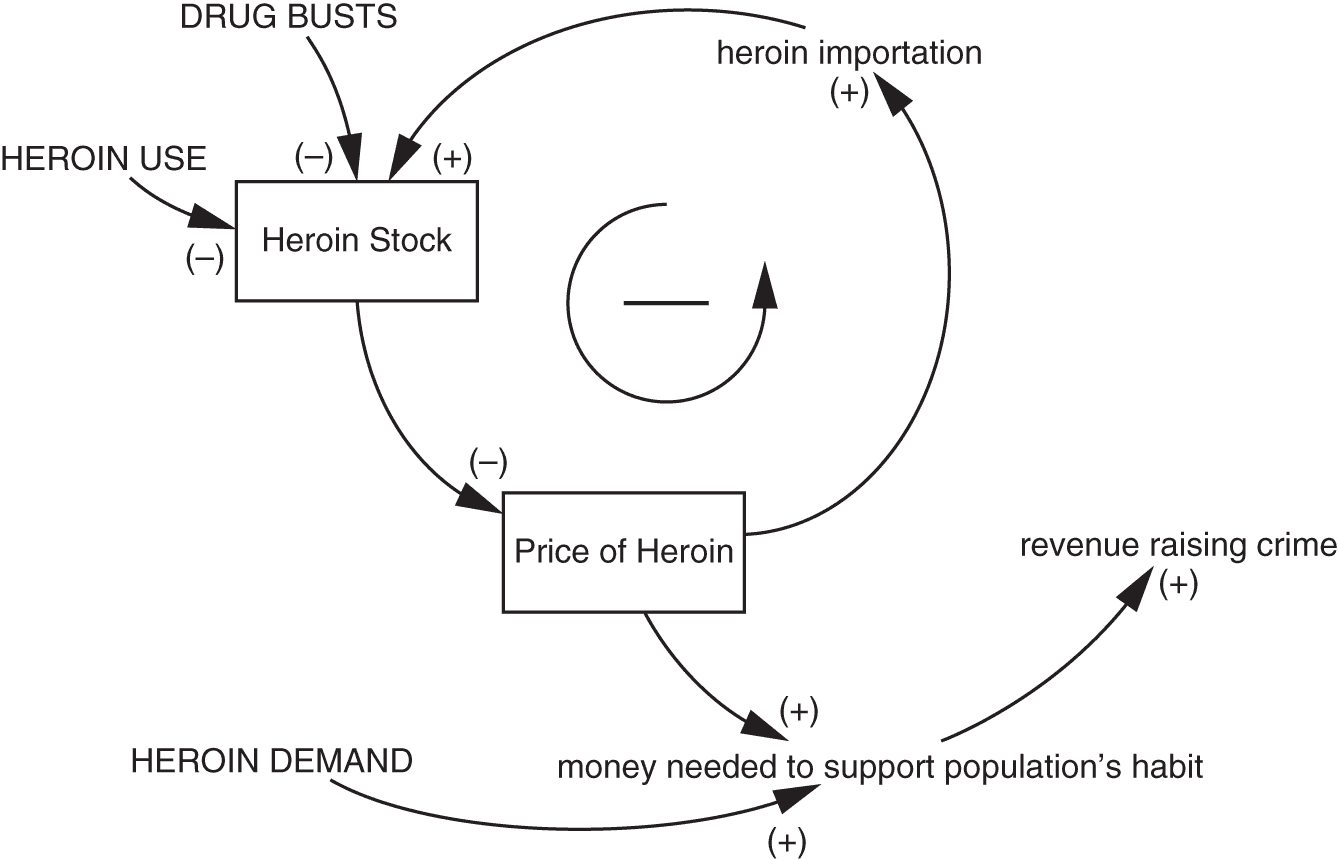 DRUG BUSTS
heroin importation
(+)
HEROIN USE
(–)
(+)
(–)
Heroin Stock
—
(–)
Price of Heroin
revenue raising crime
(+)
(+)
HEROIN DEMAND
money needed to support population’s habit
(+)